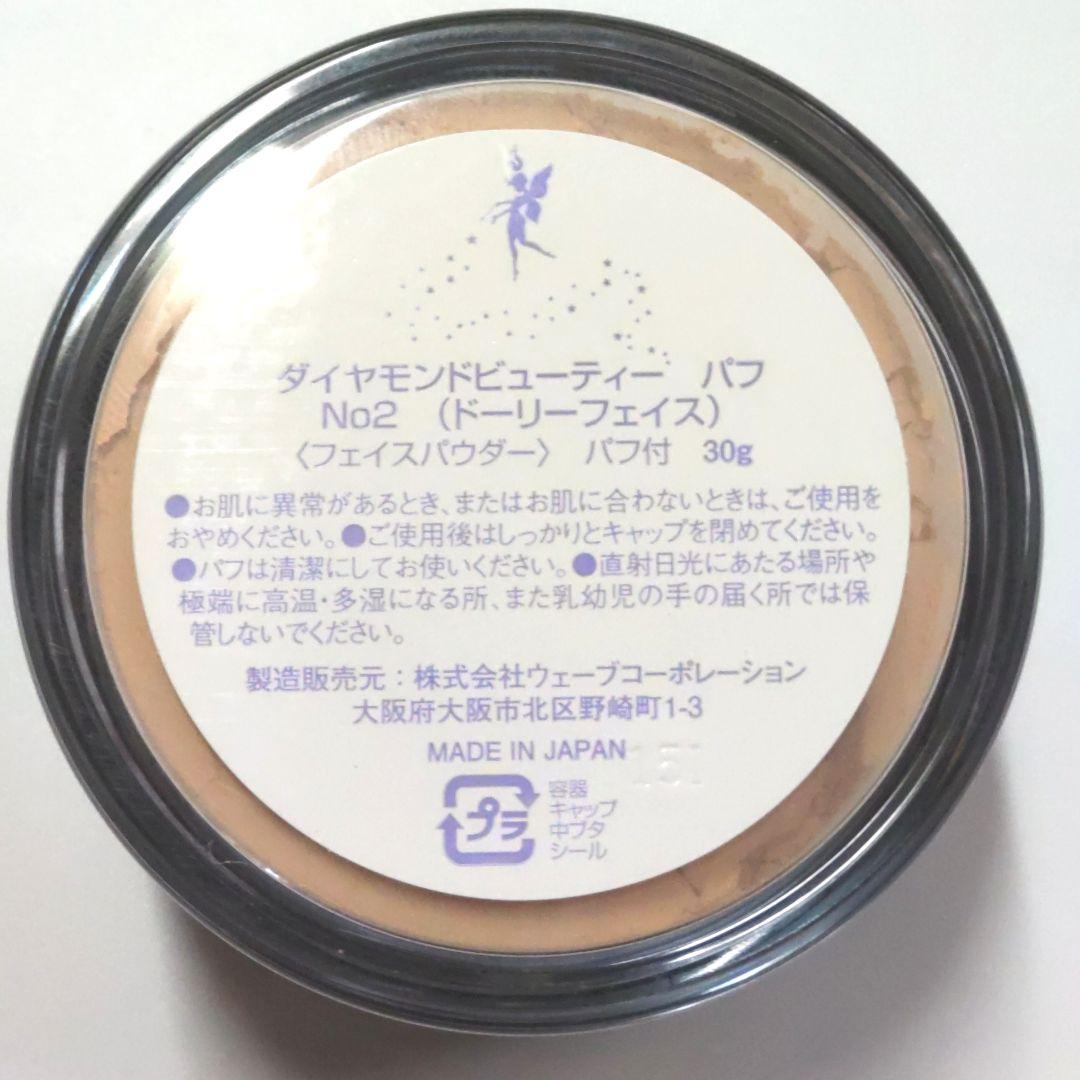 ダイヤモンドビューティー　パフ
No2　（ドーリーフェイス）
〈フェイスパウダー〉　パフ付　30g
●お肌に異常があるとき、またはお肌に合わないときは、ご使用を
おやめください。●ご使用後はしっかりとキャップを閉めてください。
●パフは清潔にしてお使いください。●直射日光にあたる場所や
極端に高温・多湿になる所、また乳幼児の手の届く所では保
管しないでください。
製造販売元：株式会社ウェーブコーポレーション
大阪府大阪市北区野崎町1-3
MADE IN JAPAN
プラ
容器
キャップ
中ブタ
シール